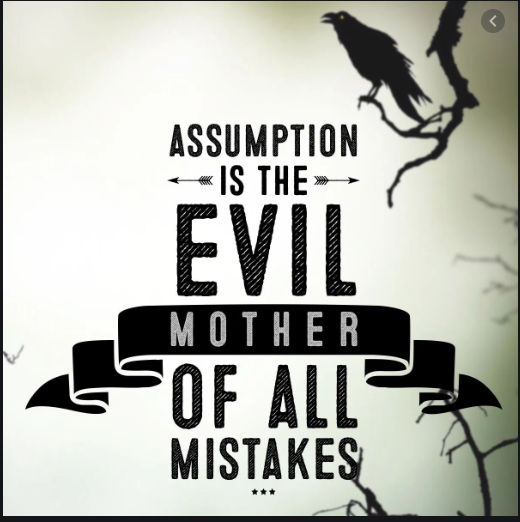 ASSUMPTION
IS THE
EVIL
MOTHER
OF ALL
MISTAKES